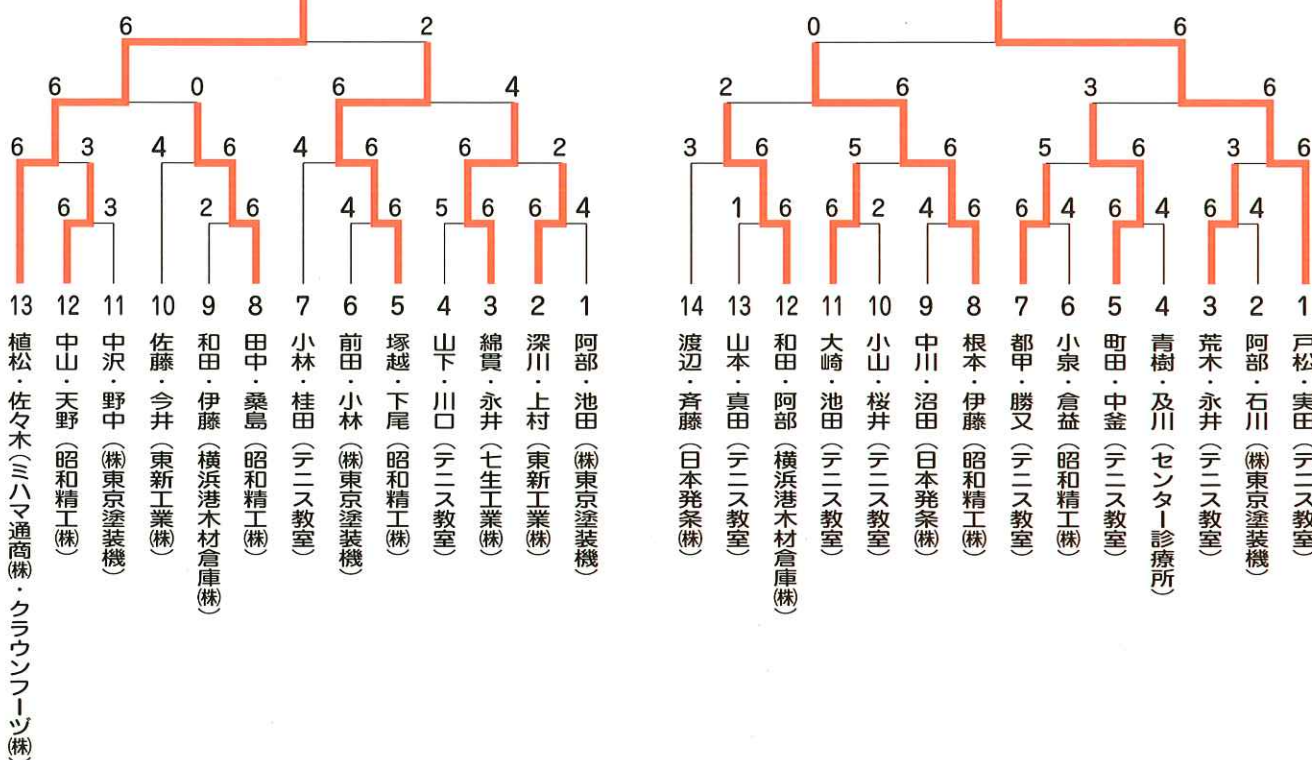 6 2
6 0 6 4
6 3 4 6 4 6 6 2
6 3 2 6 4 6 5 6 6 4
13 植松・佐々木(ミハマ通商㈱・クラウンフーヅ㈱)
12 中山・天野(昭和精工㈱)
11 中沢・野中(㈱東京塗装機)
10 佐藤・今井(東新工業㈱)
9 和田・伊藤(横浜港木材倉庫㈱)
8 田中・桑島(昭和精工㈱)
7 小林・桂田(テニス教室)
6 前田・小林(㈱東京塗装機)
5 塚越・下尾(昭和精工㈱)
4 山下・川口(テニス教室)
3 綿貫・永井(七生工業㈱)
2 深川・上村(東新工業㈱)
1 阿部・池田(㈱東京塗装機)
0 6
2 6 3 6
3 6 5 6 5 6 3 6
1 6 6 2 4 6 6 4 6 4 6 4
14 渡辺・斉藤(日本発条㈱)
13 山本・真田(テニス教室)
12 和田・阿部(横浜港木材倉庫㈱)
11 大崎・池田(テニス教室)
10 小山・桜井(テニス教室)
9 中川・沼田(日本発条㈱)
8 根本・伊藤(昭和精工㈱)
7 都甲・勝又(テニス教室)
6 小泉・倉益(昭和精工㈱)
5 町田・中釜(テニス教室)
4 青樹・及川(センター診療所)
3 荒木・永井(テニス教室)
2 阿部・石川(㈱東京塗装機)
1 戸松・実田(テニス教室)